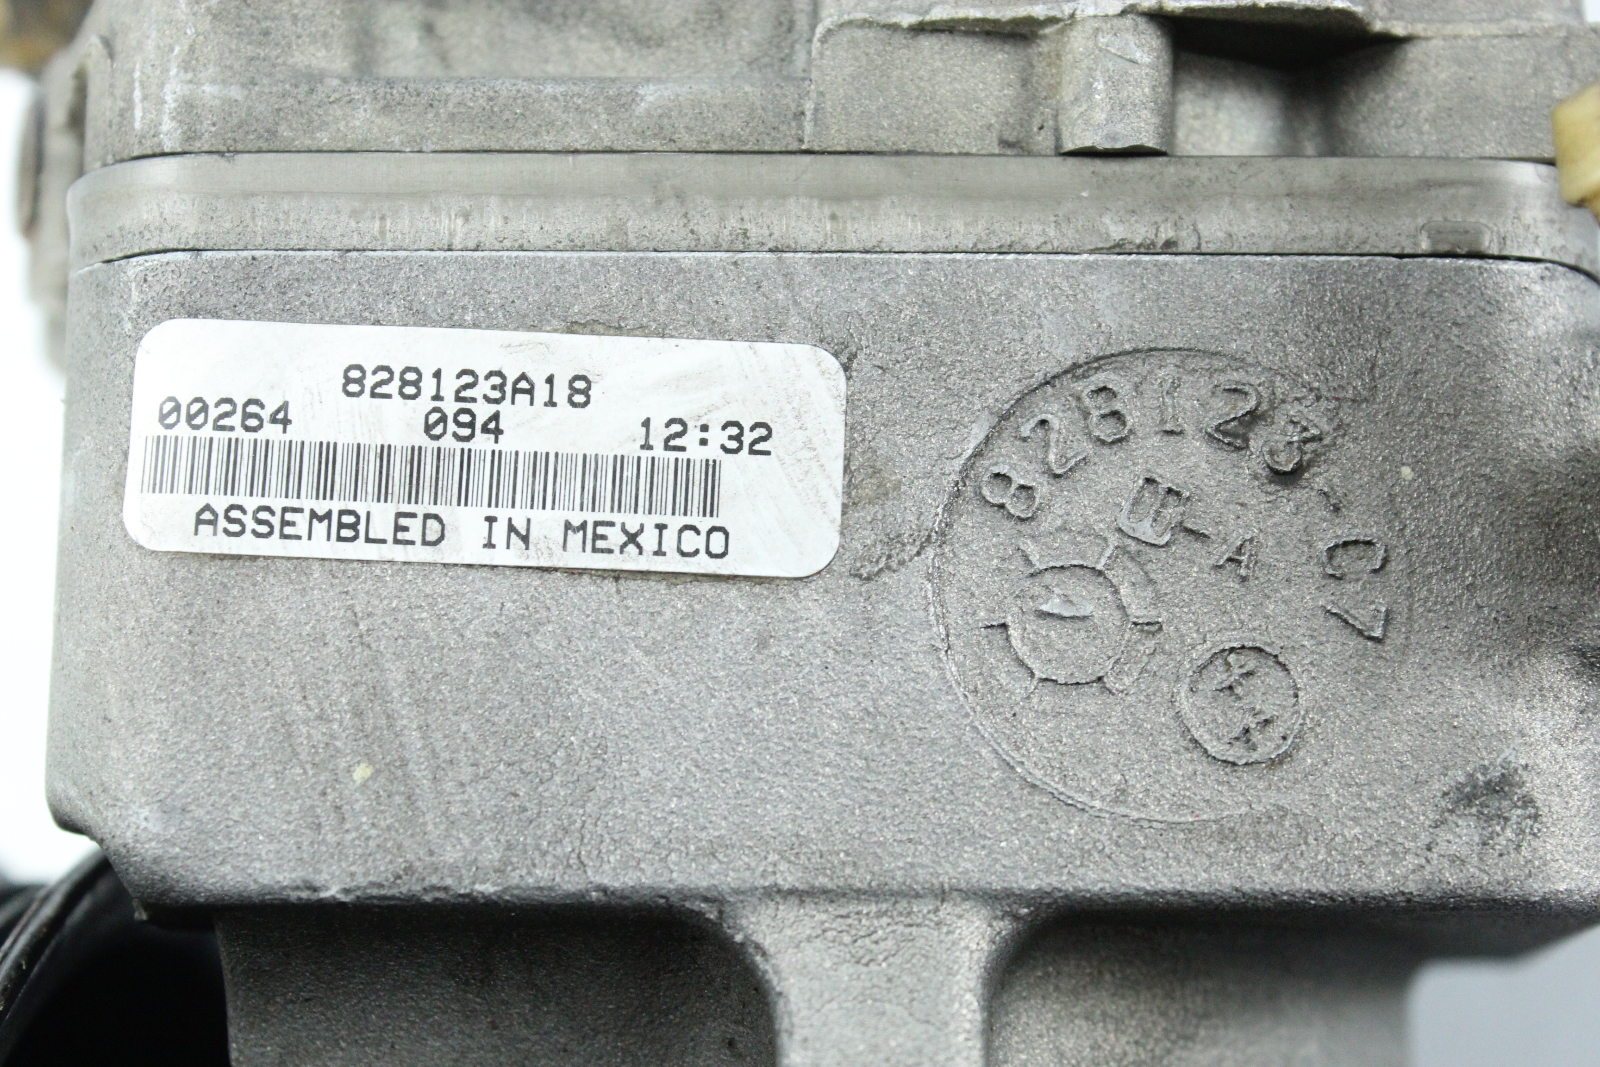 828123A18
00264 094 12:32
ASSEMBLED IN MEXICO
828123-C7
-A